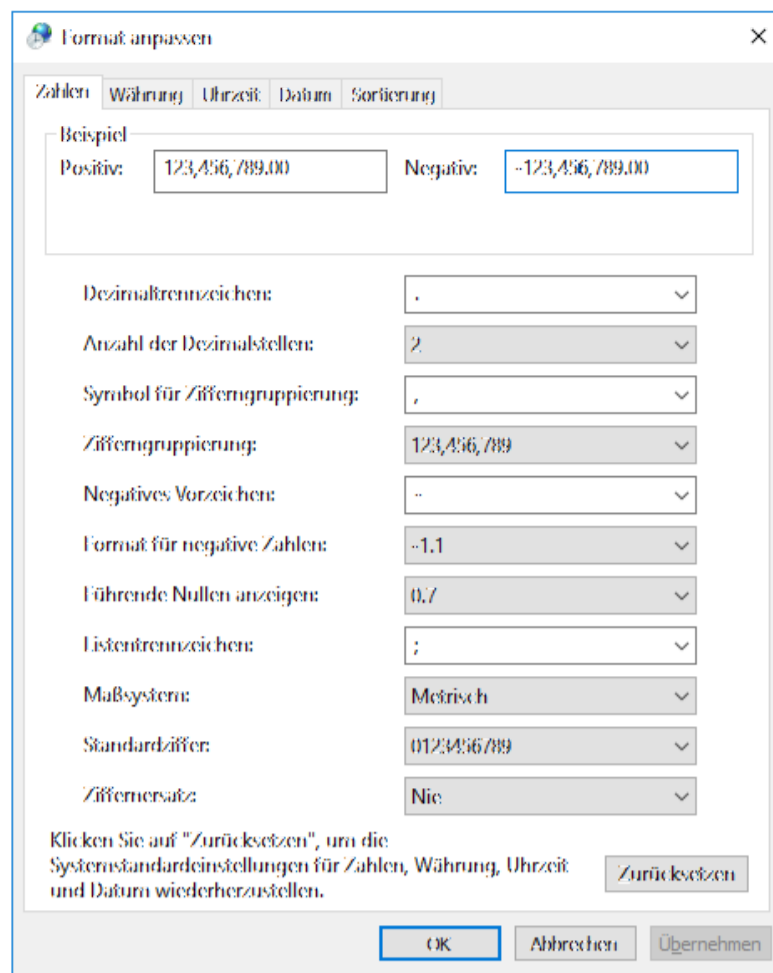 Format anpassen
Zahlen Währung Uhrzeit Datum Sortierung
Beispiel
Positiv: 123,456,789.00 Negativ: -123,456,789.00
Dezimaltrennzeichen: .
Anzahl der Dezimalstellen: 2
Symbol für Zifferngruppierung: ,
Zifferngruppierung: 123,456,789
Negatives Vorzeichen: -
Format für negative Zahlen: -1.1
Führende Nullen anzeigen: 0.7
Listentrennzeichen: ;
Maßsystem: Metrisch
Standardziffer: 0123456789
Ziffernersatz: Nie
Klicken Sie auf "Zurücksetzen", um die
Systemstandardeinstellungen für Zahlen, Währung, Uhrzeit
und Datum wiederherzustellen.
Zurücksetzen
OK Abbrechen Übernehmen